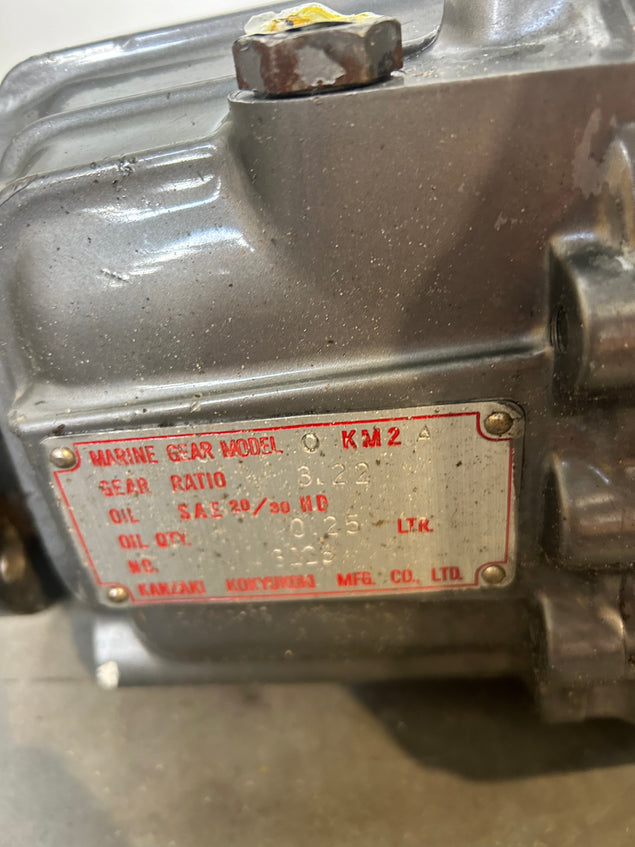 MARINE GEAR MODEL O KM2 A
GEAR RATIO 3.22
OIL SAE 20/30 HD
OIL QTY. 0.25 LTR.
NO.
KANZAKI KOKYUKOKI MFG. CO., LTD.